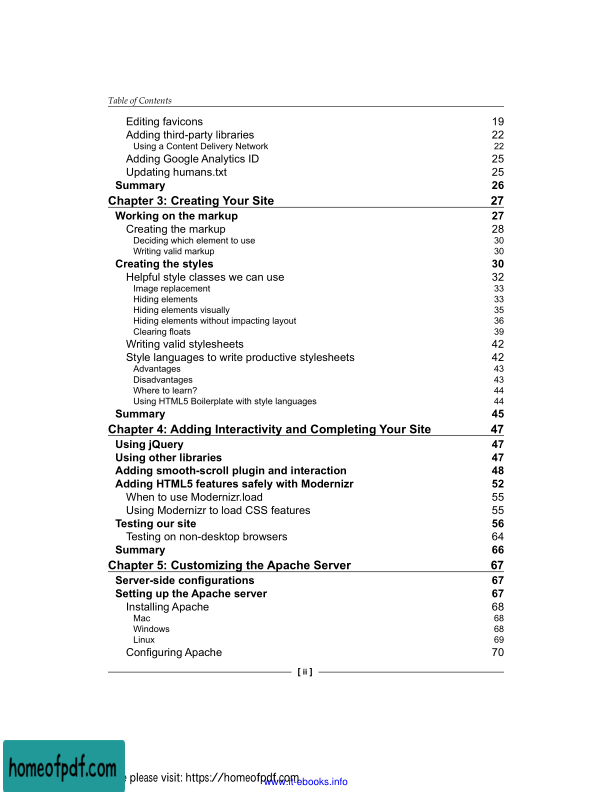 Table of Contents
Editing favicons 19
Adding third-party libraries 22
Using a Content Delivery Network 22
Adding Google Analytics ID 25
Updating humans.txt 25
Summary 26
Chapter 3: Creating Your Site 27
Working on the markup 27
Creating the markup 28
Deciding which element to use 30
Writing valid markup 30
Creating the styles 30
Helpful style classes we can use 32
Image replacement 33
Hiding elements 33
Hiding elements visually 35
Hiding elements without impacting layout 36
Clearing floats 39
Writing valid stylesheets 42
Style languages to write productive stylesheets 42
Advantages 43
Disadvantages 43
Where to learn? 44
Using HTML5 Boilerplate with style languages 44
Summary 45
Chapter 4: Adding Interactivity and Completing Your Site 47
Using jQuery 47
Using other libraries 47
Adding smooth-scroll plugin and interaction 48
Adding HTML5 features safely with Modernizr 52
When to use Modernizr.load 55
Using Modernizr to load CSS features 55
Testing our site 56
Testing on non-desktop browsers 64
Summary 66
Chapter 5: Customizing the Apache Server 67
Server-side configurations 67
Setting up the Apache server 67
Installing Apache 68
Mac 68
Windows 68
Linux 69
Configuring Apache 70
[ ii ]
homeofpdf.com
please visit: https://homeofpdf.com
www.it-ebooks.info